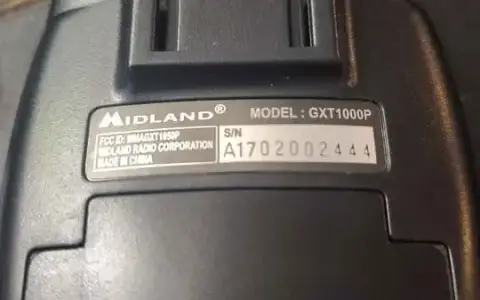 MIDLAND® MODEL : GXT1000P
FCC ID: MMAGXT1050P
MIDLAND RADIO CORPORATION
MADE IN CHINA
S/N
A1702002444